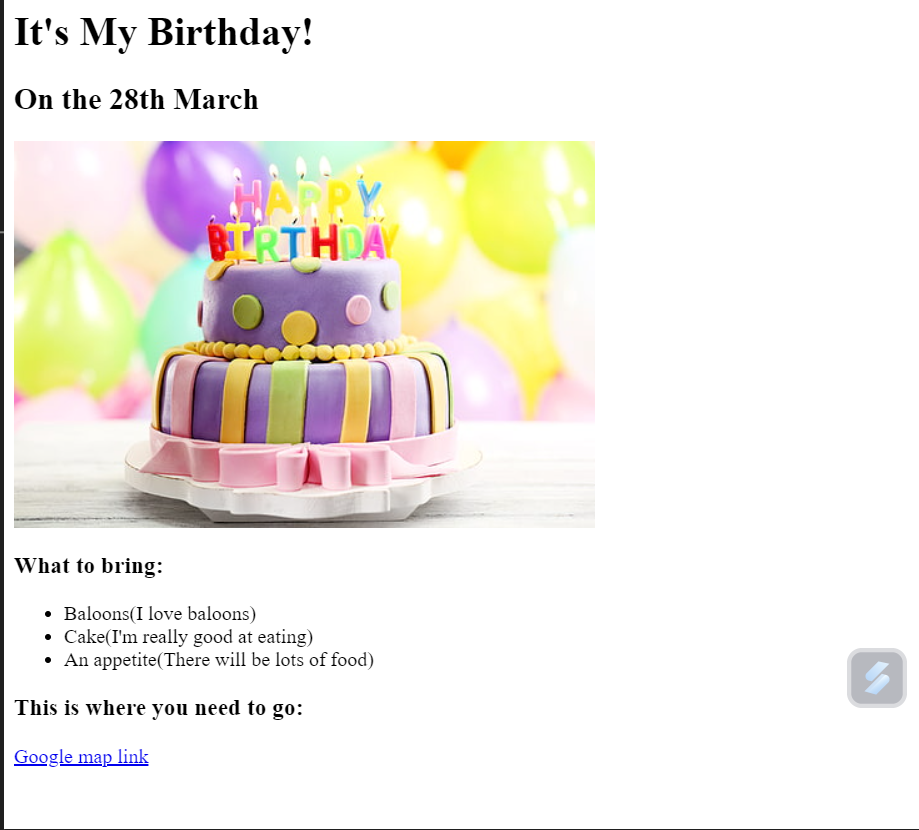 It's My Birthday!
On the 28th March
HAPPY
BIRTHDAY
What to bring:
Baloons(I love baloons)
Cake(I'm really good at eating)
An appetite(There will be lots of food)
This is where you need to go:
Google map link